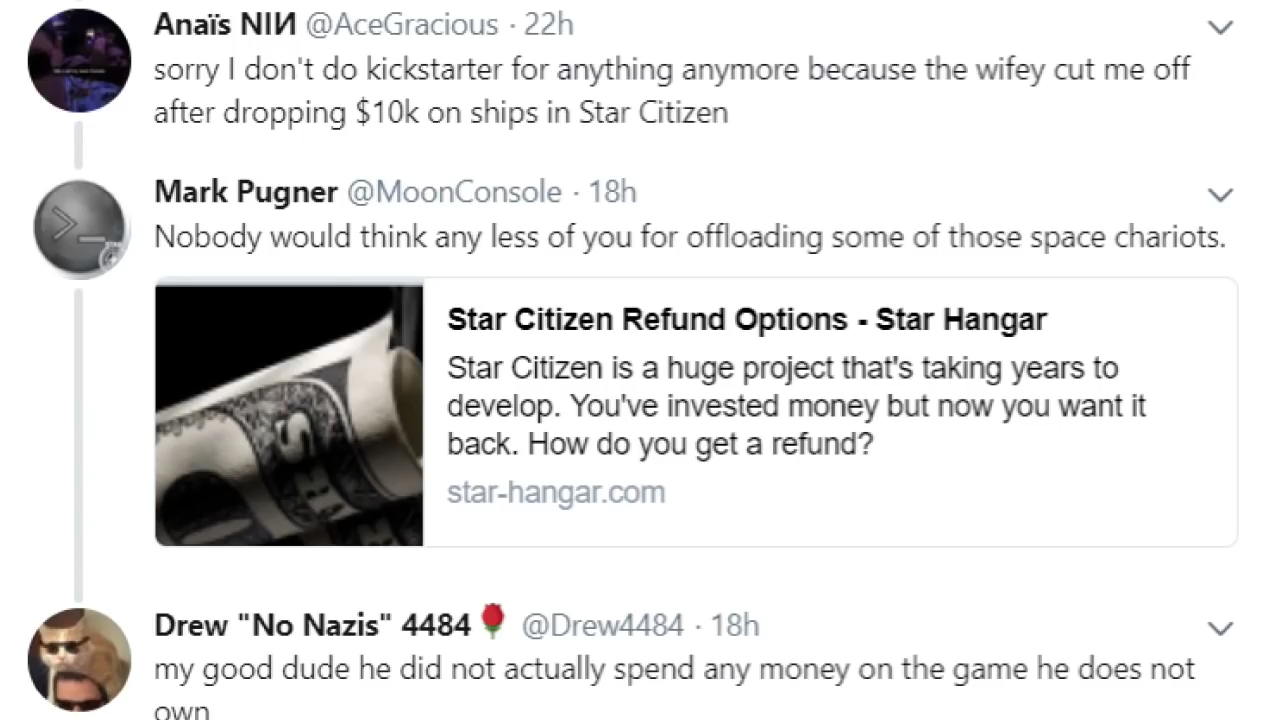 Anaïs NIИ @AceGracious · 22h
sorry I don't do kickstarter for anything anymore because the wifey cut me off
after dropping $10k on ships in Star Citizen
Mark Pugner @MoonConsole · 18h
Nobody would think any less of you for offloading some of those space chariots.
Star Citizen Refund Options - Star Hangar
Star Citizen is a huge project that's taking years to
develop. You've invested money but now you want it
back. How do you get a refund?
star-hangar.com
Drew "No Nazis" 4484🌹 @Drew4484 · 18h
my good dude he did not actually spend any money on the game he does not
own